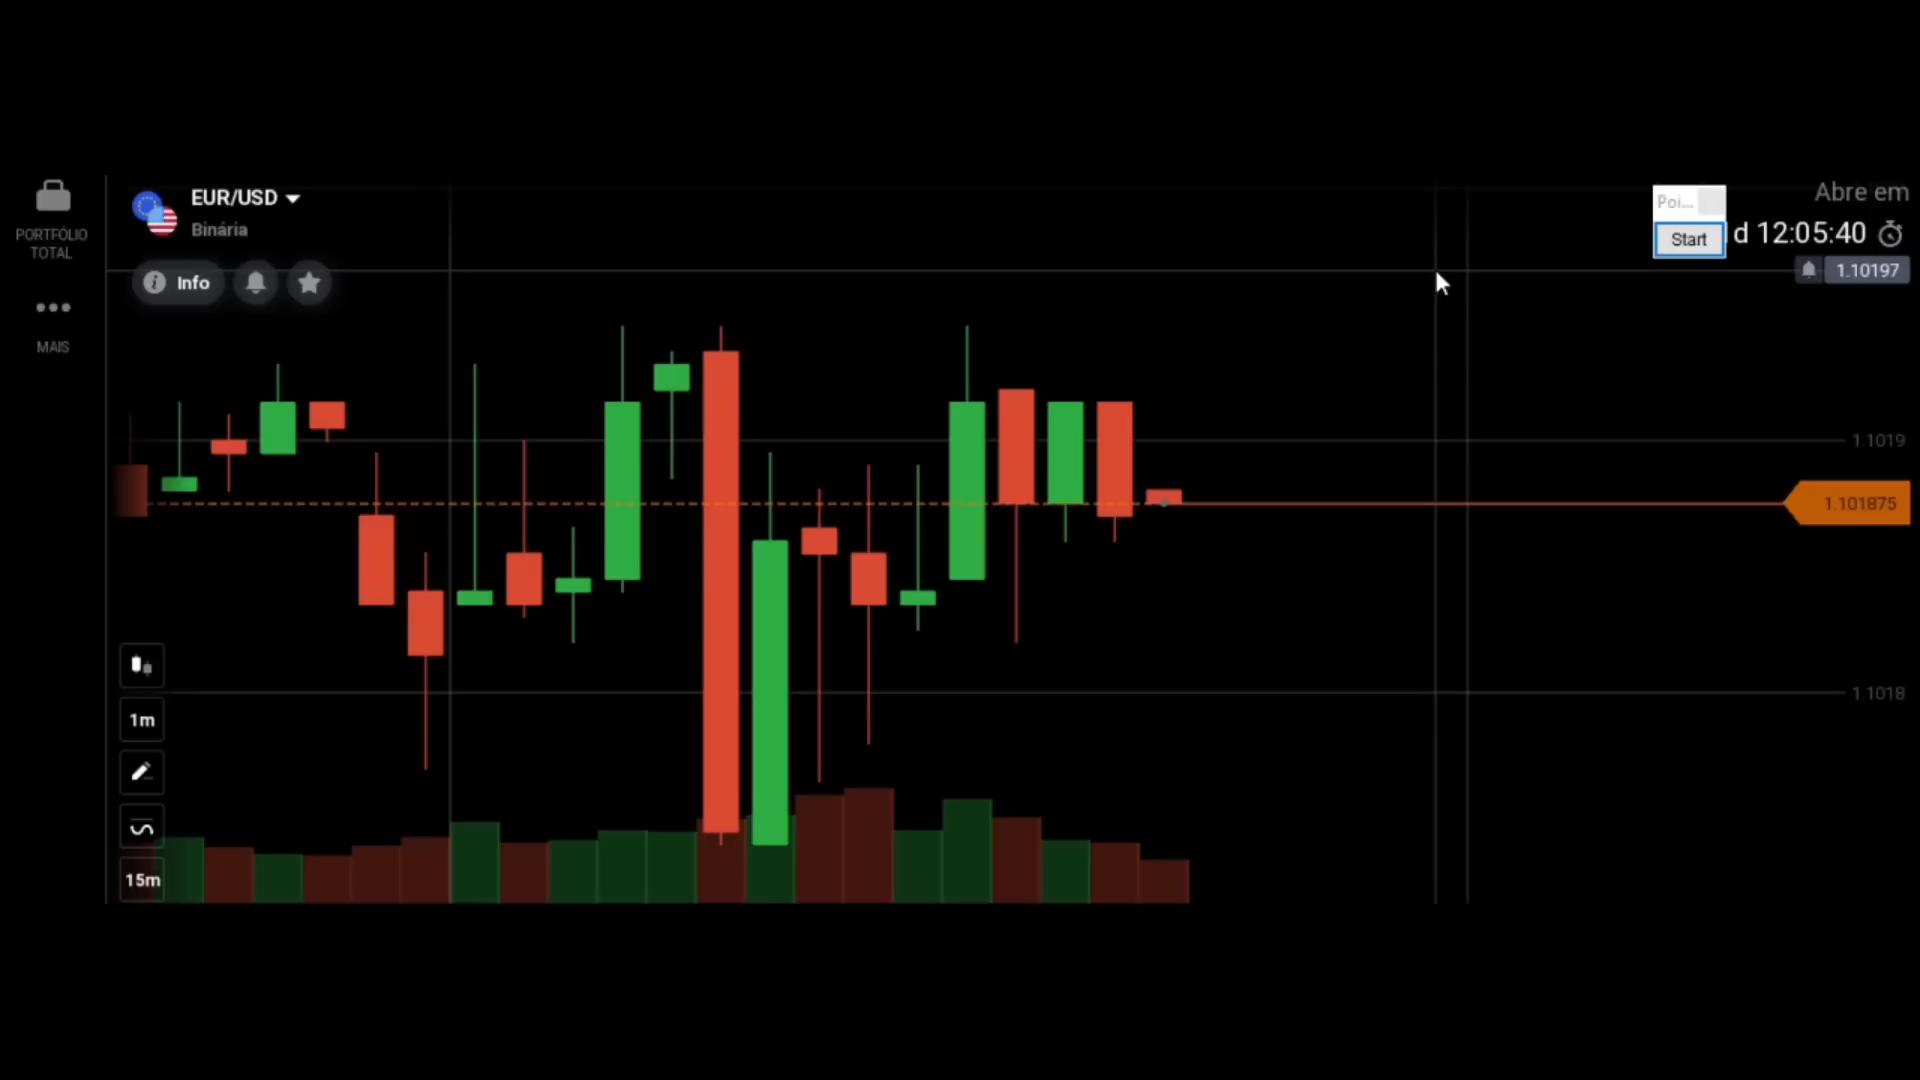 PORTFÓLIO
TOTAL
MAIS
EUR/USD
Binária
Info
Poi...
Start
Abre em
d 12:05:40
1.10197
1.1019
1.101875
1.1018
1m
15m